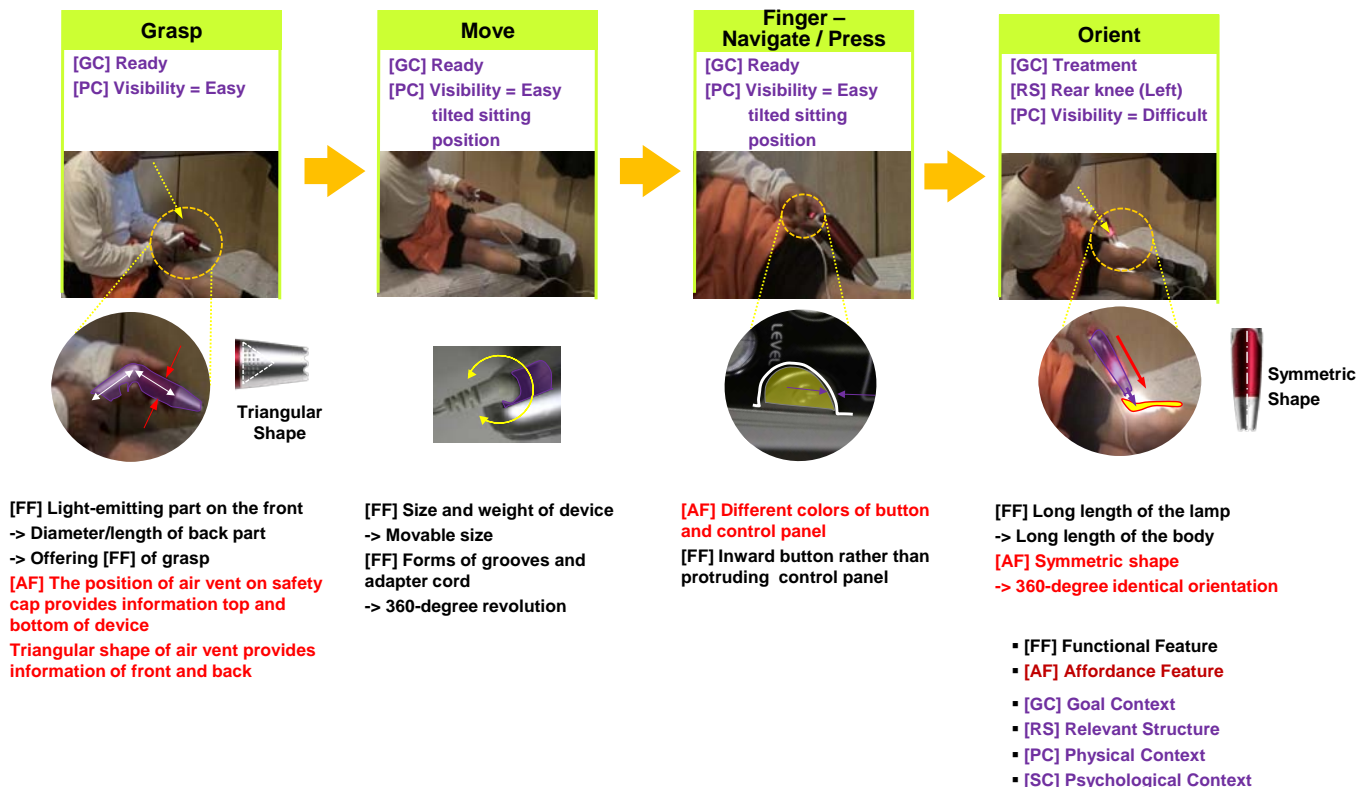 Grasp
[GC] Ready
[PC] Visibility = Easy
Move
[GC] Ready
[PC] Visibility = Easy
tilted sitting
position
Finger –
Navigate / Press
[GC] Ready
[PC] Visibility = Easy
tilted sitting
position
Orient
[GC] Treatment
[RS] Rear knee (Left)
[PC] Visibility = Difficult
Triangular
Shape
LEVEL
Symmetric
Shape
[FF] Light-emitting part on the front
-> Diameter/length of back part
-> Offering [FF] of grasp
[AF] The position of air vent on safety
cap provides information top and
bottom of device
Triangular shape of air vent provides
information of front and back
[FF] Size and weight of device
-> Movable size
[FF] Forms of grooves and
adapter cord
-> 360-degree revolution
[AF] Different colors of button
and control panel
[FF] Inward button rather than
protruding control panel
[FF] Long length of the lamp
-> Long length of the body
[AF] Symmetric shape
-> 360-degree identical orientation
▪ [FF] Functional Feature
▪ [AF] Affordance Feature
▪ [GC] Goal Context
▪ [RS] Relevant Structure
▪ [PC] Physical Context
▪ [SC] Psychological Context